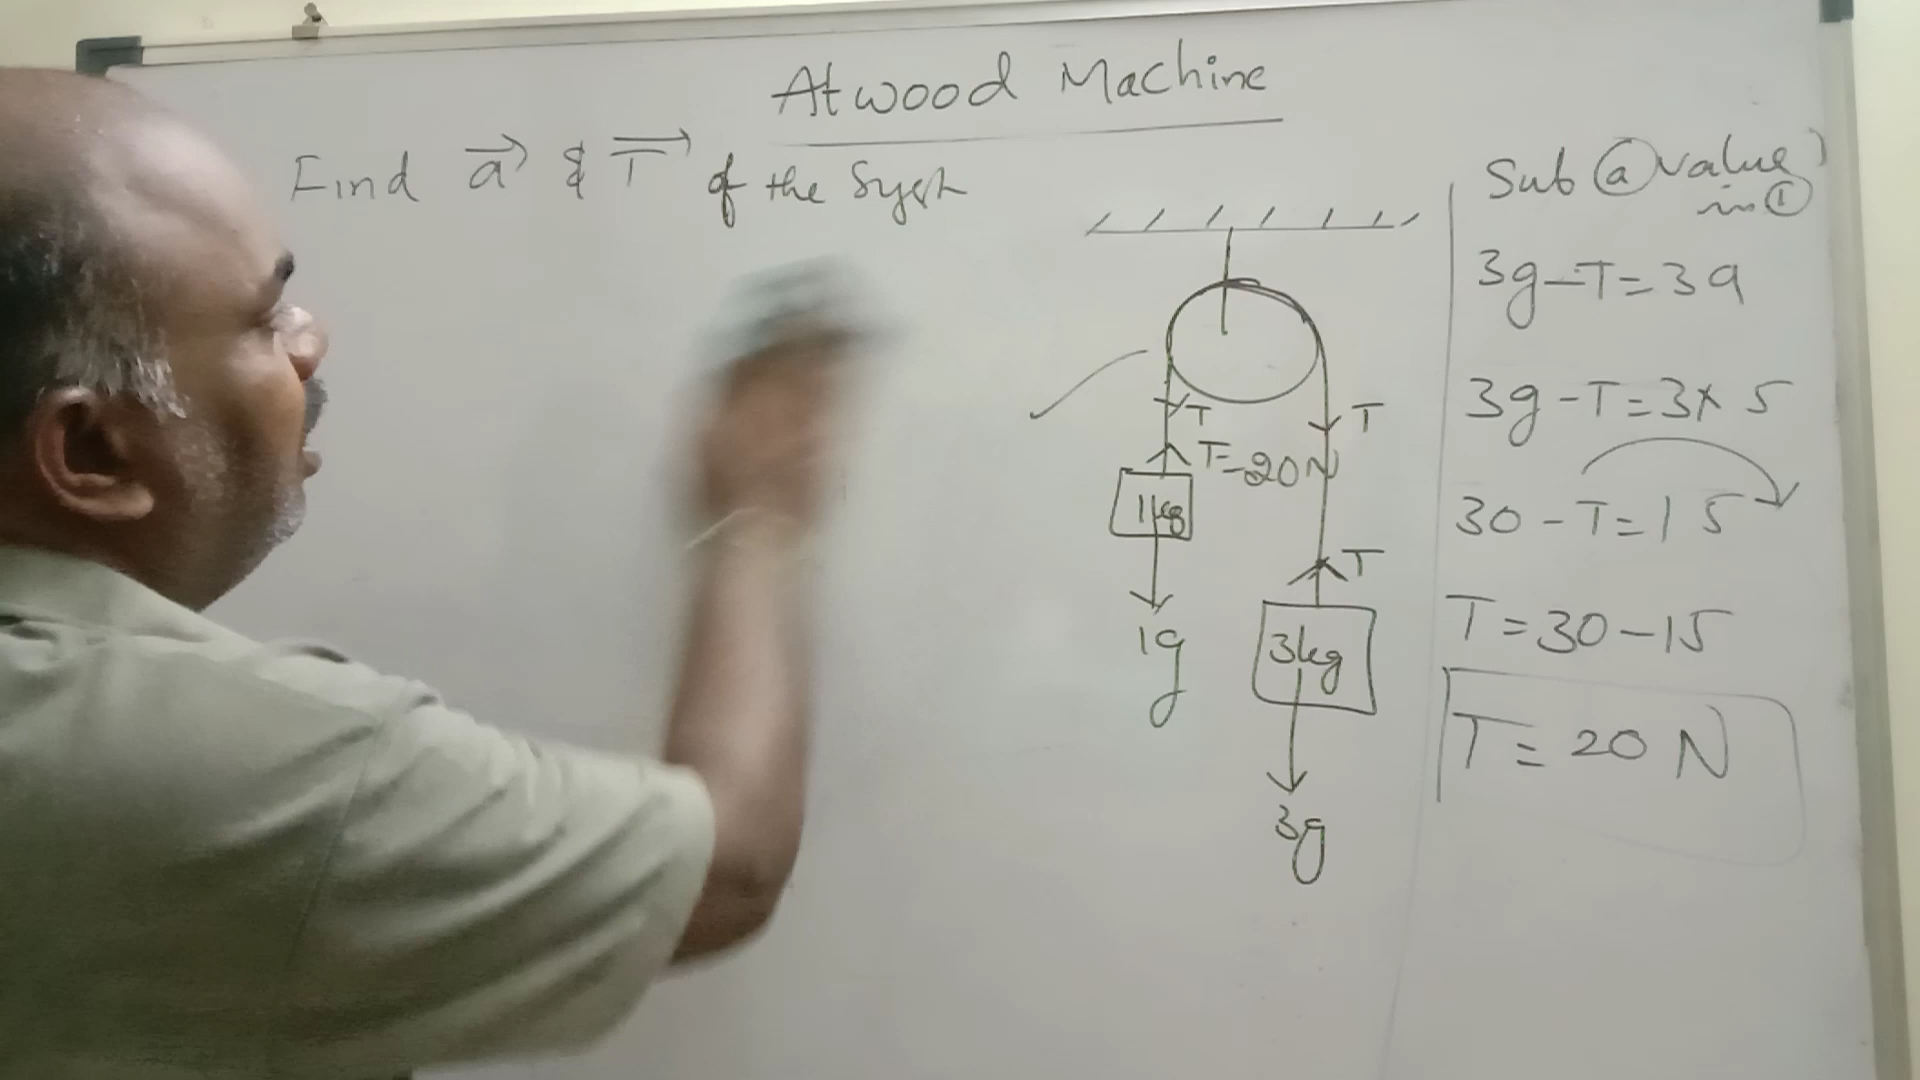 Atwood Machine
Find a & T of the Syst
T
T
T=20N
1kg
T
1g
3kg
3g
Sub a value
in ①
3g-T=3a
3g-T=3x5
30-T=15
T=30-15
T=20N